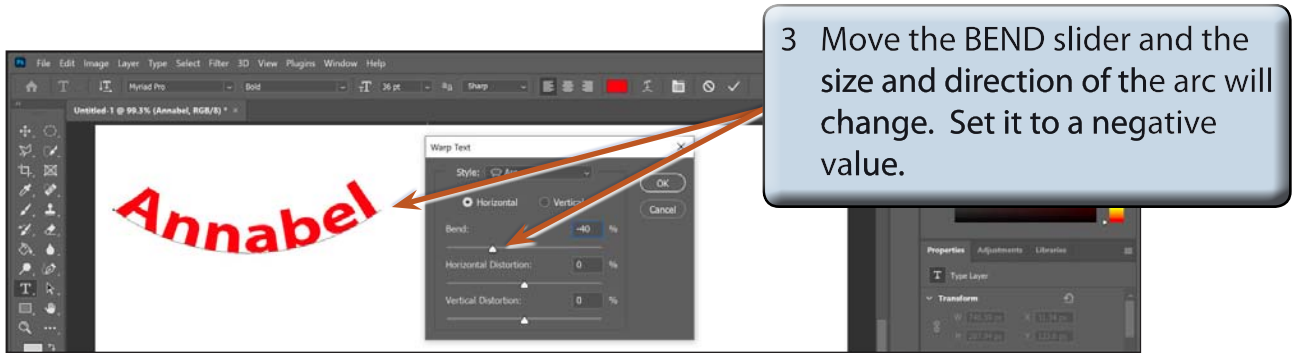 3 Move the BEND slider and the
size and direction of the arc will
change. Set it to a negative
value.
Ps File Edit Image Layer Type Select Filter 3D View Plugins Window Help
T Myriad Pro Bold 36 pt Sharp
Untitled-1 @ 99.3% (Annabel, RGB/8) * ×
Annabel
Warp Text
Style:
OK
Horizontal Vertical
Cancel
Bend: -40 %
Horizontal Distortion: 0 %
Vertical Distortion: 0 %
Properties Adjustments Libraries
T Type Layer
Transform